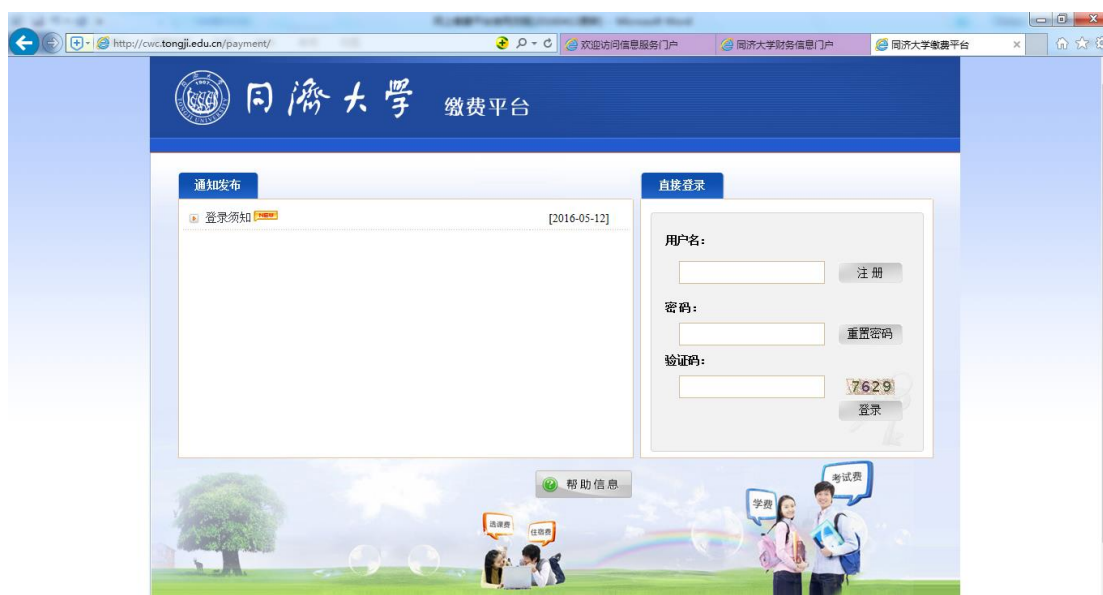 http://cwc.tongji.edu.cn/payment/
欢迎访问信息服务门户
同济大学财务信息门户
同济大学缴费平台
同濟大学 缴费平台
通知发布
直接登录
登录须知 NEW [2016-05-12]
用户名：
注册
密码：
重置密码
验证码：
7629
登录
帮助信息
考试费
学费
选课费
住宿费